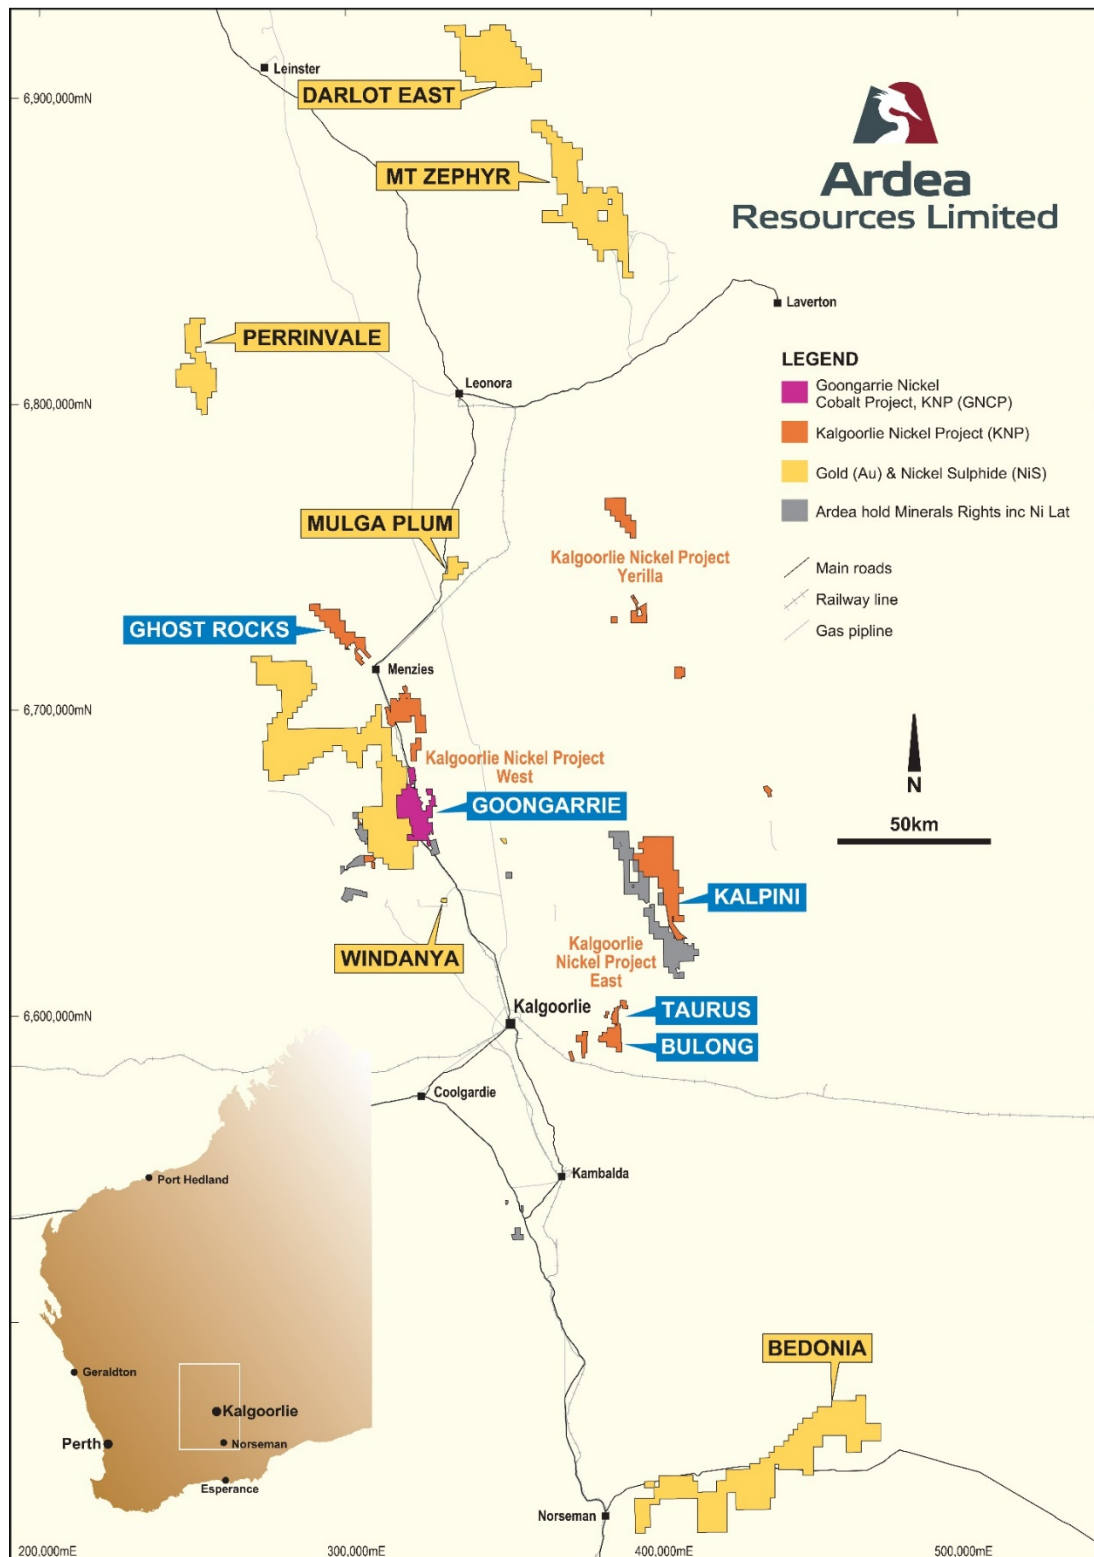 Leinster
DARLOT EAST
6,900,000mN
MT ZEPHYR
Ardea
Resources Limited
Laverton
PERRINVALE
LEGEND
Goongarrie Nickel
Cobalt Project, KNP (GNCP)
Kalgoorlie Nickel Project (KNP)
Gold (Au) & Nickel Sulphide (NiS)
Ardea hold Minerals Rights inc Ni Lat
Main roads
Railway line
Gas pipline
Leonora
6,800,000mN
MULGA PLUM
Kalgoorlie Nickel Project
Yerilla
GHOST ROCKS
Menzies
6,700,000mN
Kalgoorlie Nickel Project
West
GOONGARRIE
N
50km
KALPINI
WINDANYA
Kalgoorlie
Nickel Project
East
Kalgoorlie
6,600,000mN
TAURUS
BULONG
Coolgardie
Kambalda
Port Hedland
Geraldton
Kalgoorlie
Perth
Norseman
Esperance
BEDONIA
Norseman
200,000mE
300,000mE
400,000mE
500,000mE